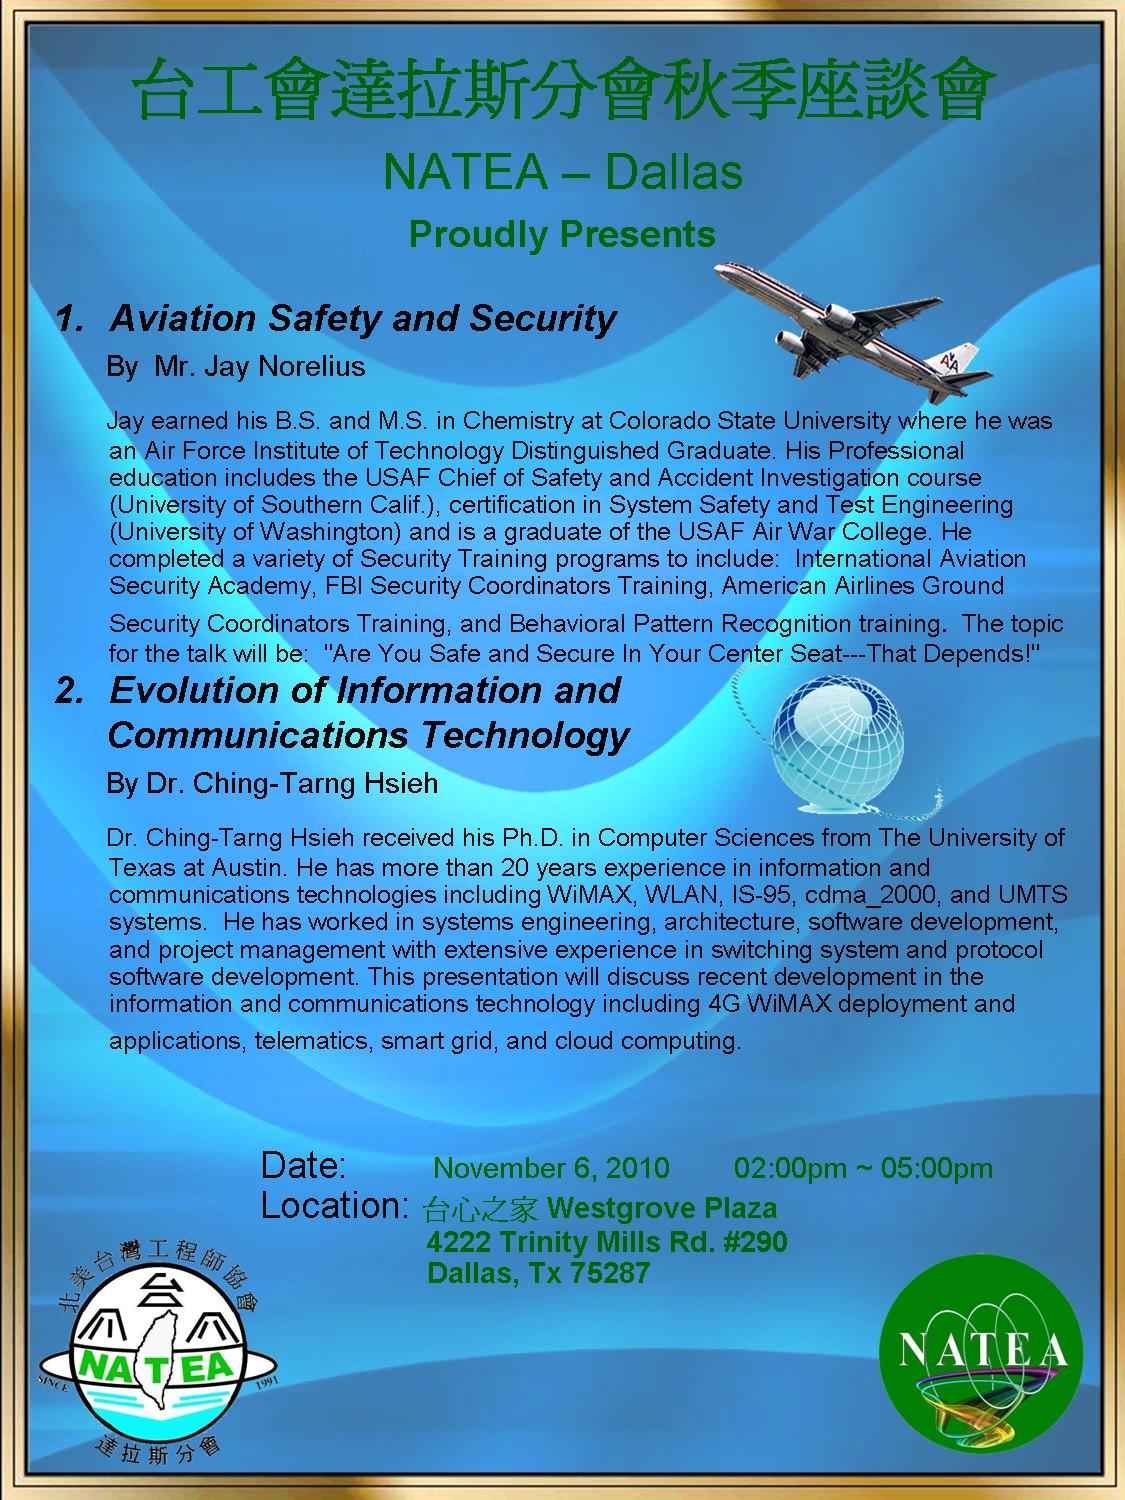 台工會達拉斯分會秋季座談會
NATEA – Dallas
Proudly Presents
1. Aviation Safety and Security
By Mr. Jay Norelius
Jay earned his B.S. and M.S. in Chemistry at Colorado State University where he was
an Air Force Institute of Technology Distinguished Graduate. His Professional
education includes the USAF Chief of Safety and Accident Investigation course
(University of Southern Calif.), certification in System Safety and Test Engineering
(University of Washington) and is a graduate of the USAF Air War College. He
completed a variety of Security Training programs to include: International Aviation
Security Academy, FBI Security Coordinators Training, American Airlines Ground
Security Coordinators Training, and Behavioral Pattern Recognition training. The topic
for the talk will be: "Are You Safe and Secure In Your Center Seat---That Depends!"
2. Evolution of Information and
Communications Technology
By Dr. Ching-Tarng Hsieh
Dr. Ching-Tarng Hsieh received his Ph.D. in Computer Sciences from The University of
Texas at Austin. He has more than 20 years experience in information and
communications technologies including WiMAX, WLAN, IS-95, cdma_2000, and UMTS
systems. He has worked in systems engineering, architecture, software development,
and project management with extensive experience in switching system and protocol
software development. This presentation will discuss recent development in the
information and communications technology including 4G WiMAX deployment and
applications, telematics, smart grid, and cloud computing.
Date: November 6, 2010 02:00pm ~ 05:00pm
Location: 台心之家 Westgrove Plaza
4222 Trinity Mills Rd. #290
Dallas, Tx 75287
北美台灣工程師協會
台
NATEA
SINCE 1991
達拉斯分會
NATEA
AA